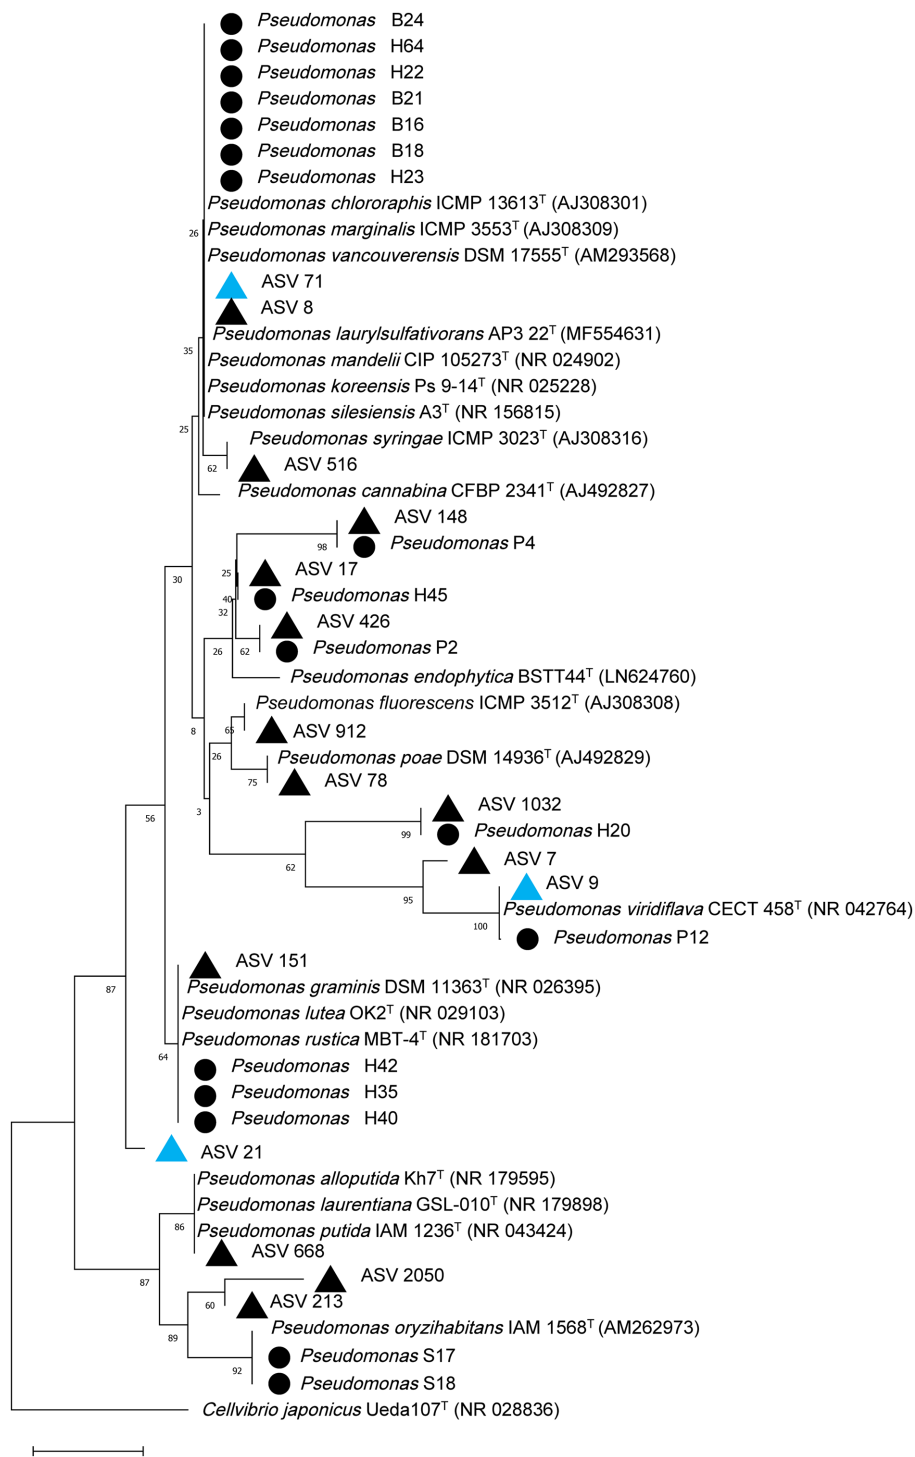 Pseudomonas B24
Pseudomonas H64
Pseudomonas H22
Pseudomonas B21
Pseudomonas B16
Pseudomonas B18
Pseudomonas H23
Pseudomonas chlororaphis ICMP 13613ᵀ (AJ308301)
Pseudomonas marginalis ICMP 3553ᵀ (AJ308309)
26
Pseudomonas vancouverensis DSM 17555ᵀ (AM293568)
ASV 71
ASV 8
Pseudomonas laurylsulfativorans AP3 22ᵀ (MF554631)
35
Pseudomonas mandelii CIP 105273ᵀ (NR 024902)
Pseudomonas koreensis Ps 9-14ᵀ (NR 025228)
Pseudomonas silesiensis A3ᵀ (NR 156815)
25
Pseudomonas syringae ICMP 3023ᵀ (AJ308316)
62
ASV 516
Pseudomonas cannabina CFBP 2341ᵀ (AJ492827)
ASV 148
98
Pseudomonas P4
25
ASV 17
30
40
Pseudomonas H45
32
ASV 426
26
62
Pseudomonas P2
Pseudomonas endophytica BSTT44ᵀ (LN624760)
Pseudomonas fluorescens ICMP 3512ᵀ (AJ308308)
8
65
ASV 912
26
Pseudomonas poae DSM 14936ᵀ (AJ492829)
75
ASV 78
3
ASV 1032
56
99
Pseudomonas H20
62
ASV 7
ASV 9
95
Pseudomonas viridiflava CECT 458ᵀ (NR 042764)
100
Pseudomonas P12
ASV 151
87
Pseudomonas graminis DSM 11363ᵀ (NR 026395)
Pseudomonas lutea OK2ᵀ (NR 029103)
Pseudomonas rustica MBT-4ᵀ (NR 181703)
64
Pseudomonas H42
Pseudomonas H35
Pseudomonas H40
ASV 21
Pseudomonas alloputida Kh7ᵀ (NR 179595)
Pseudomonas laurentiana GSL-010ᵀ (NR 179898)
86
Pseudomonas putida IAM 1236ᵀ (NR 043424)
ASV 668
87
ASV 2050
60
ASV 213
Pseudomonas oryzihabitans IAM 1568ᵀ (AM262973)
89
Pseudomonas S17
92
Pseudomonas S18
Cellvibrio japonicus Ueda107ᵀ (NR 028836)